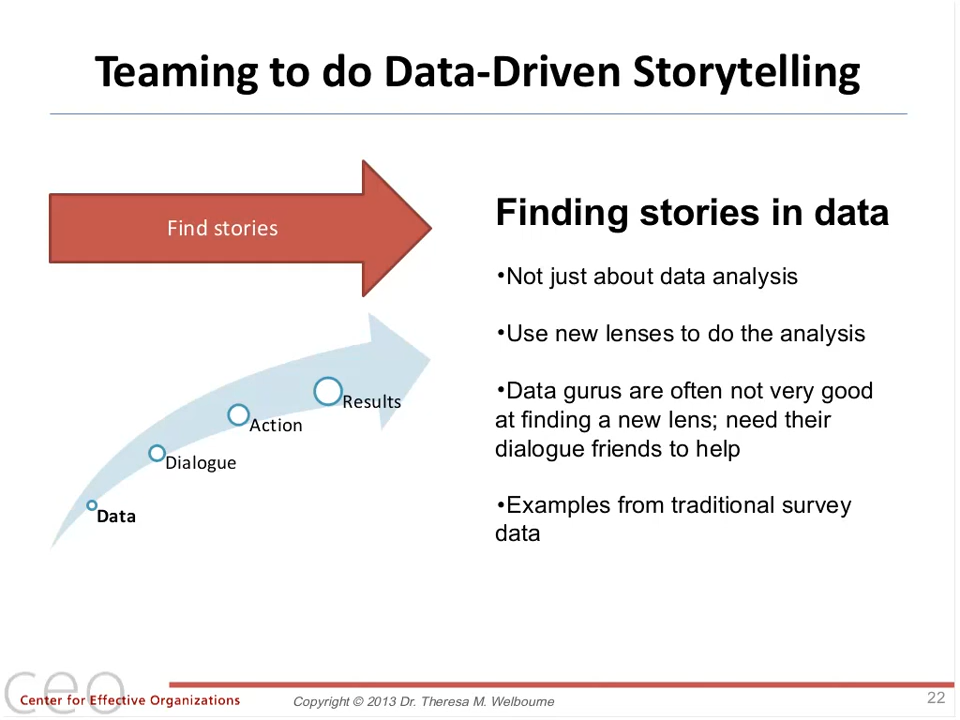 Teaming to do Data-Driven Storytelling
Find stories
Results
Action
Dialogue
Data
Finding stories in data
•Not just about data analysis
•Use new lenses to do the analysis
•Data gurus are often not very good
at finding a new lens; need their
dialogue friends to help
•Examples from traditional survey
data
ceo
Center for Effective Organizations
Copyright © 2013 Dr. Theresa M. Welbourne
22